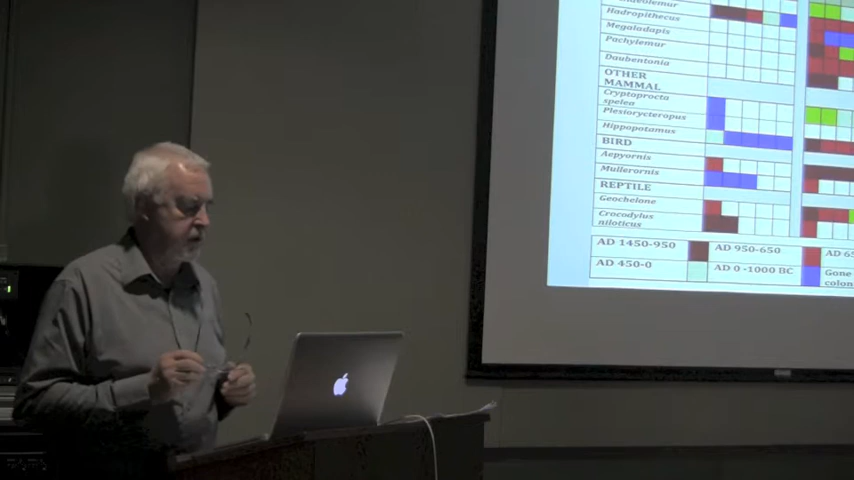 Hadropithecus
Megaladapis
Pachylemur
Daubentonia
OTHER
MAMMAL
Cryptoprocta
spelea
Plesiorycteropus
Hippopotamus
BIRD
Aepyornis
Mullerornis
REPTILE
Geochelone
Crocodylus
niloticus
AD 1450-950 AD 950-650
AD 450-0 AD 0 -1000 BC Gone